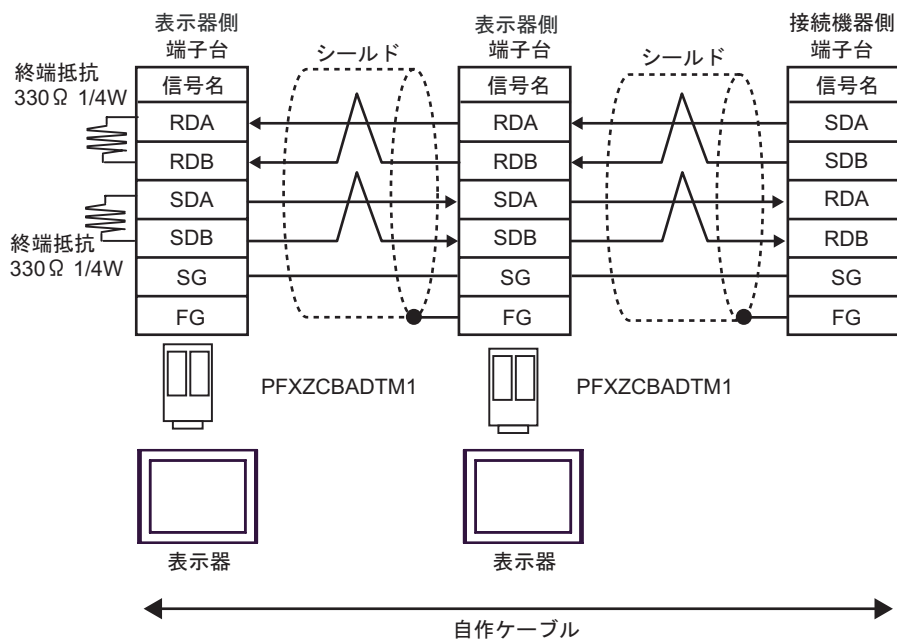 表示器側
端子台
表示器側
端子台
接続機器側
端子台
シールド
シールド
終端抵抗
330Ω 1/4W
信号名
信号名
信号名
RDA
RDA
SDA
RDB
RDB
SDB
SDA
SDA
RDA
終端抵抗
330Ω 1/4W
SDB
SDB
RDB
SG
SG
SG
FG
FG
FG
PFXZCBADTM1
PFXZCBADTM1
表示器
表示器
自作ケーブル